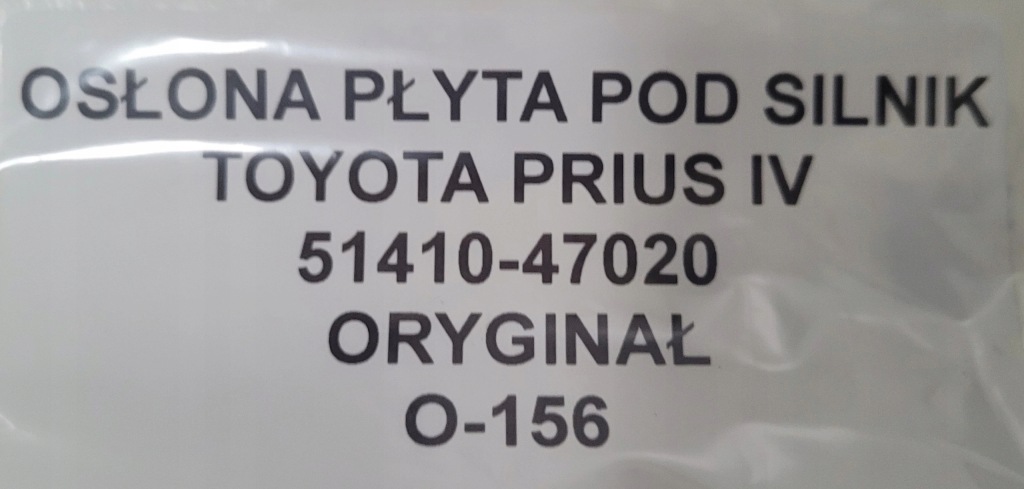 OSŁONA PŁYTA POD SILNIK
TOYOTA PRIUS IV
51410-47020
ORYGINAŁ
O-156